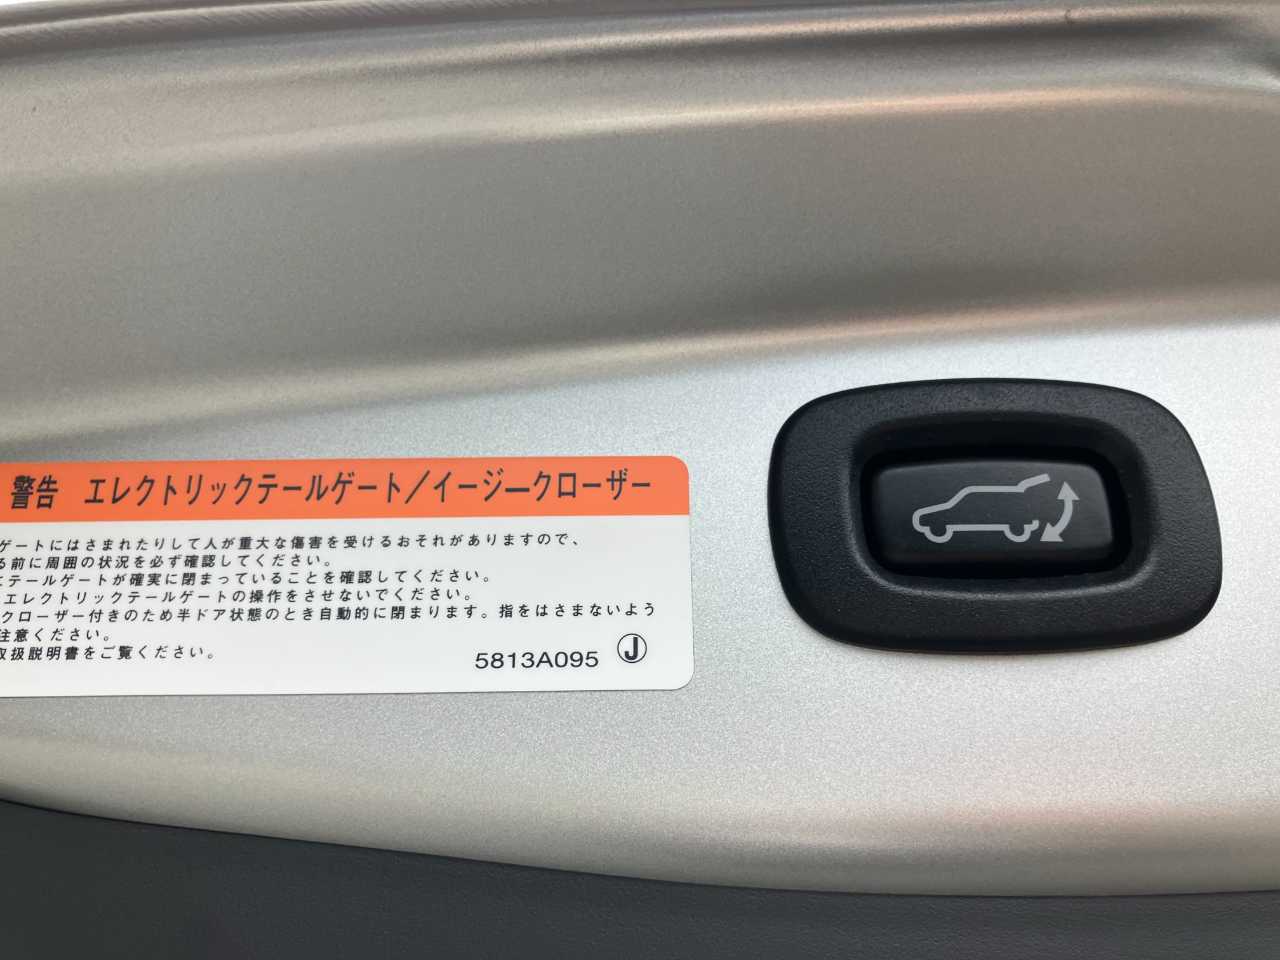 警告 エレクトリックテールゲート／イージークローザー
ゲートにはさまれたりして人が重大な傷害を受けるおそれがありますので、
る前に周囲の状況を必ず確認してください。
テールゲートが確実に閉まっていることを確認してください。
エレクトリックテールゲートの操作をさせないでください。
クローザー付きのため半ドア状態のとき自動的に閉まります。指をはさまないよう
注意ください。
取扱説明書をご覧ください。
5813A095 Ⓙ